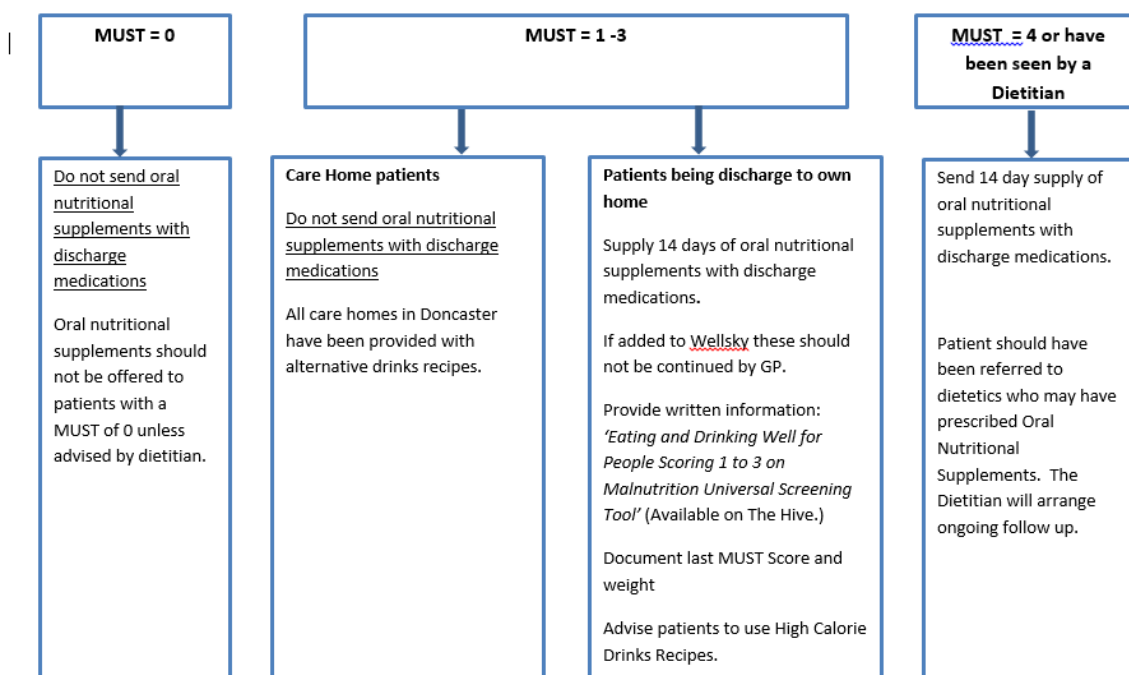 MUST = 0
Do not send oral
nutritional
supplements with
discharge
medications
Oral nutritional
supplements should
not be offered to
patients with a
MUST of 0 unless
advised by dietitian.
MUST = 1 -3
Care Home patients
Do not send oral nutritional
supplements with discharge
medications
All care homes in Doncaster
have been provided with
alternative drinks recipes.
Patients being discharge to own
home
Supply 14 days of oral nutritional
supplements with discharge
medications.
If added to Wellsky these should
not be continued by GP.
Provide written information:
‘Eating and Drinking Well for
People Scoring 1 to 3 on
Malnutrition Universal Screening
Tool’ (Available on The Hive.)
Document last MUST Score and
weight
Advise patients to use High Calorie
Drinks Recipes.
MUST = 4 or have
been seen by a
Dietitian
Send 14 day supply of
oral nutritional
supplements with
discharge medications.
Patient should have
been referred to
dietetics who may have
prescribed Oral
Nutritional
Supplements. The
Dietitian will arrange
ongoing follow up.